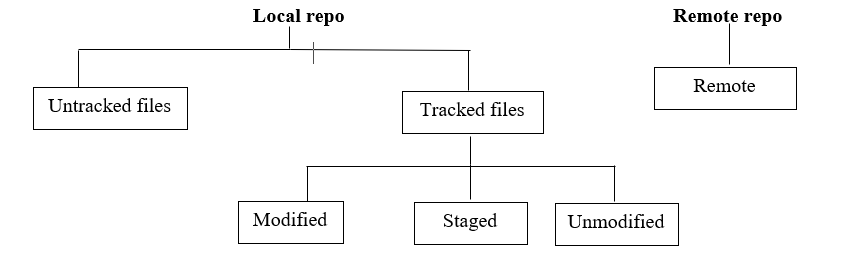 Local repo
Remote repo
Untracked files
Tracked files
Remote
Modified
Staged
Unmodified